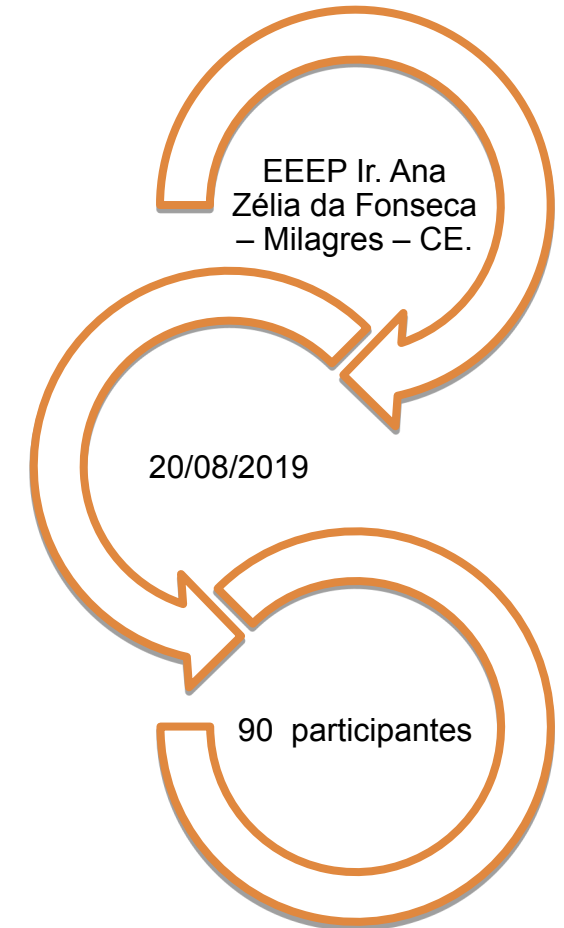 EEEP Ir. Ana
Zélia da Fonseca
– Milagres – CE.
20/08/2019
90 participantes